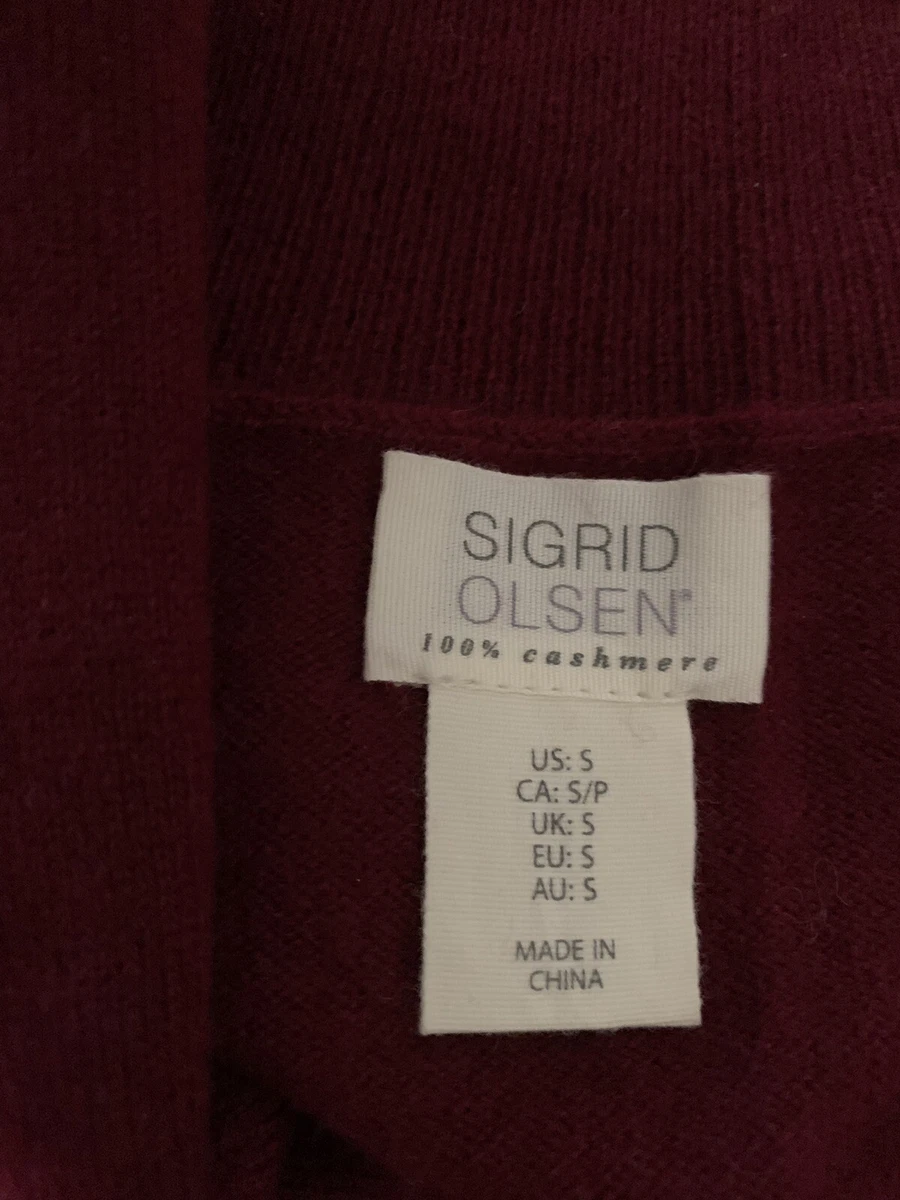 SIGRID
OLSEN®
100% cashmere
US: S
CA: S/P
UK: S
EU: S
AU: S
MADE IN
CHINA